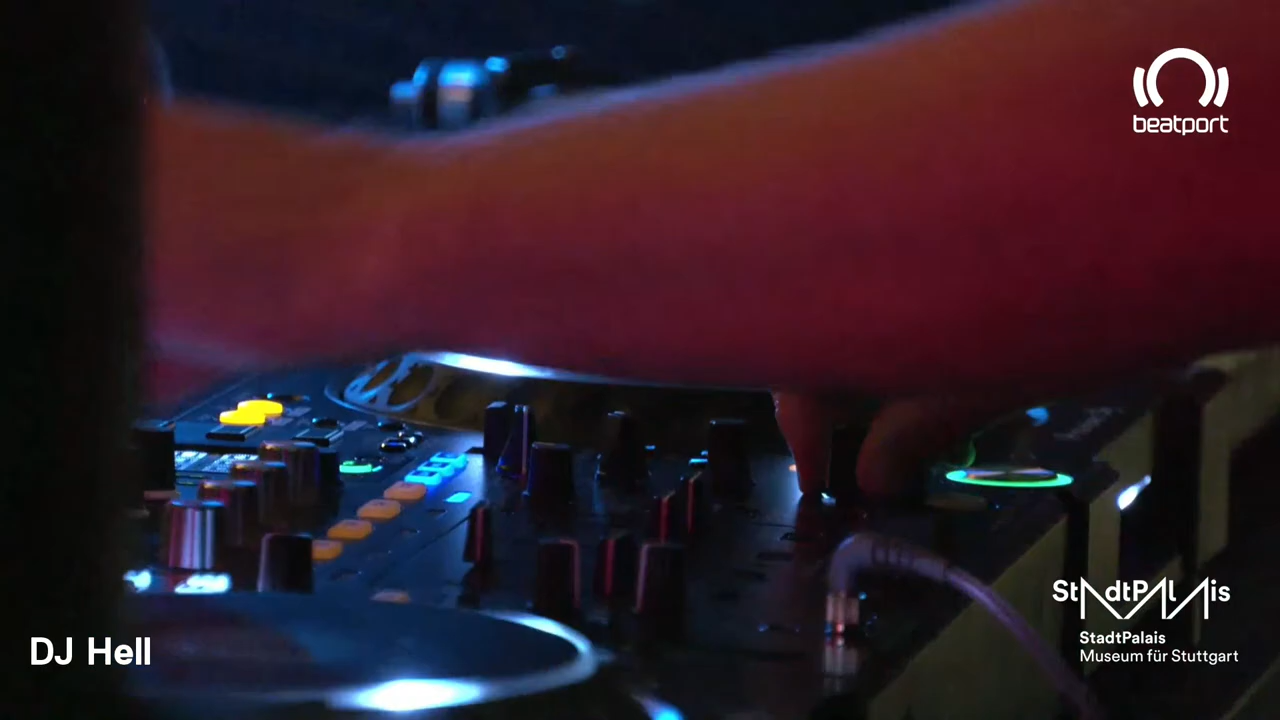 beatport
DJ Hell
StadtPalais
StadtPalais
Museum für Stuttgart